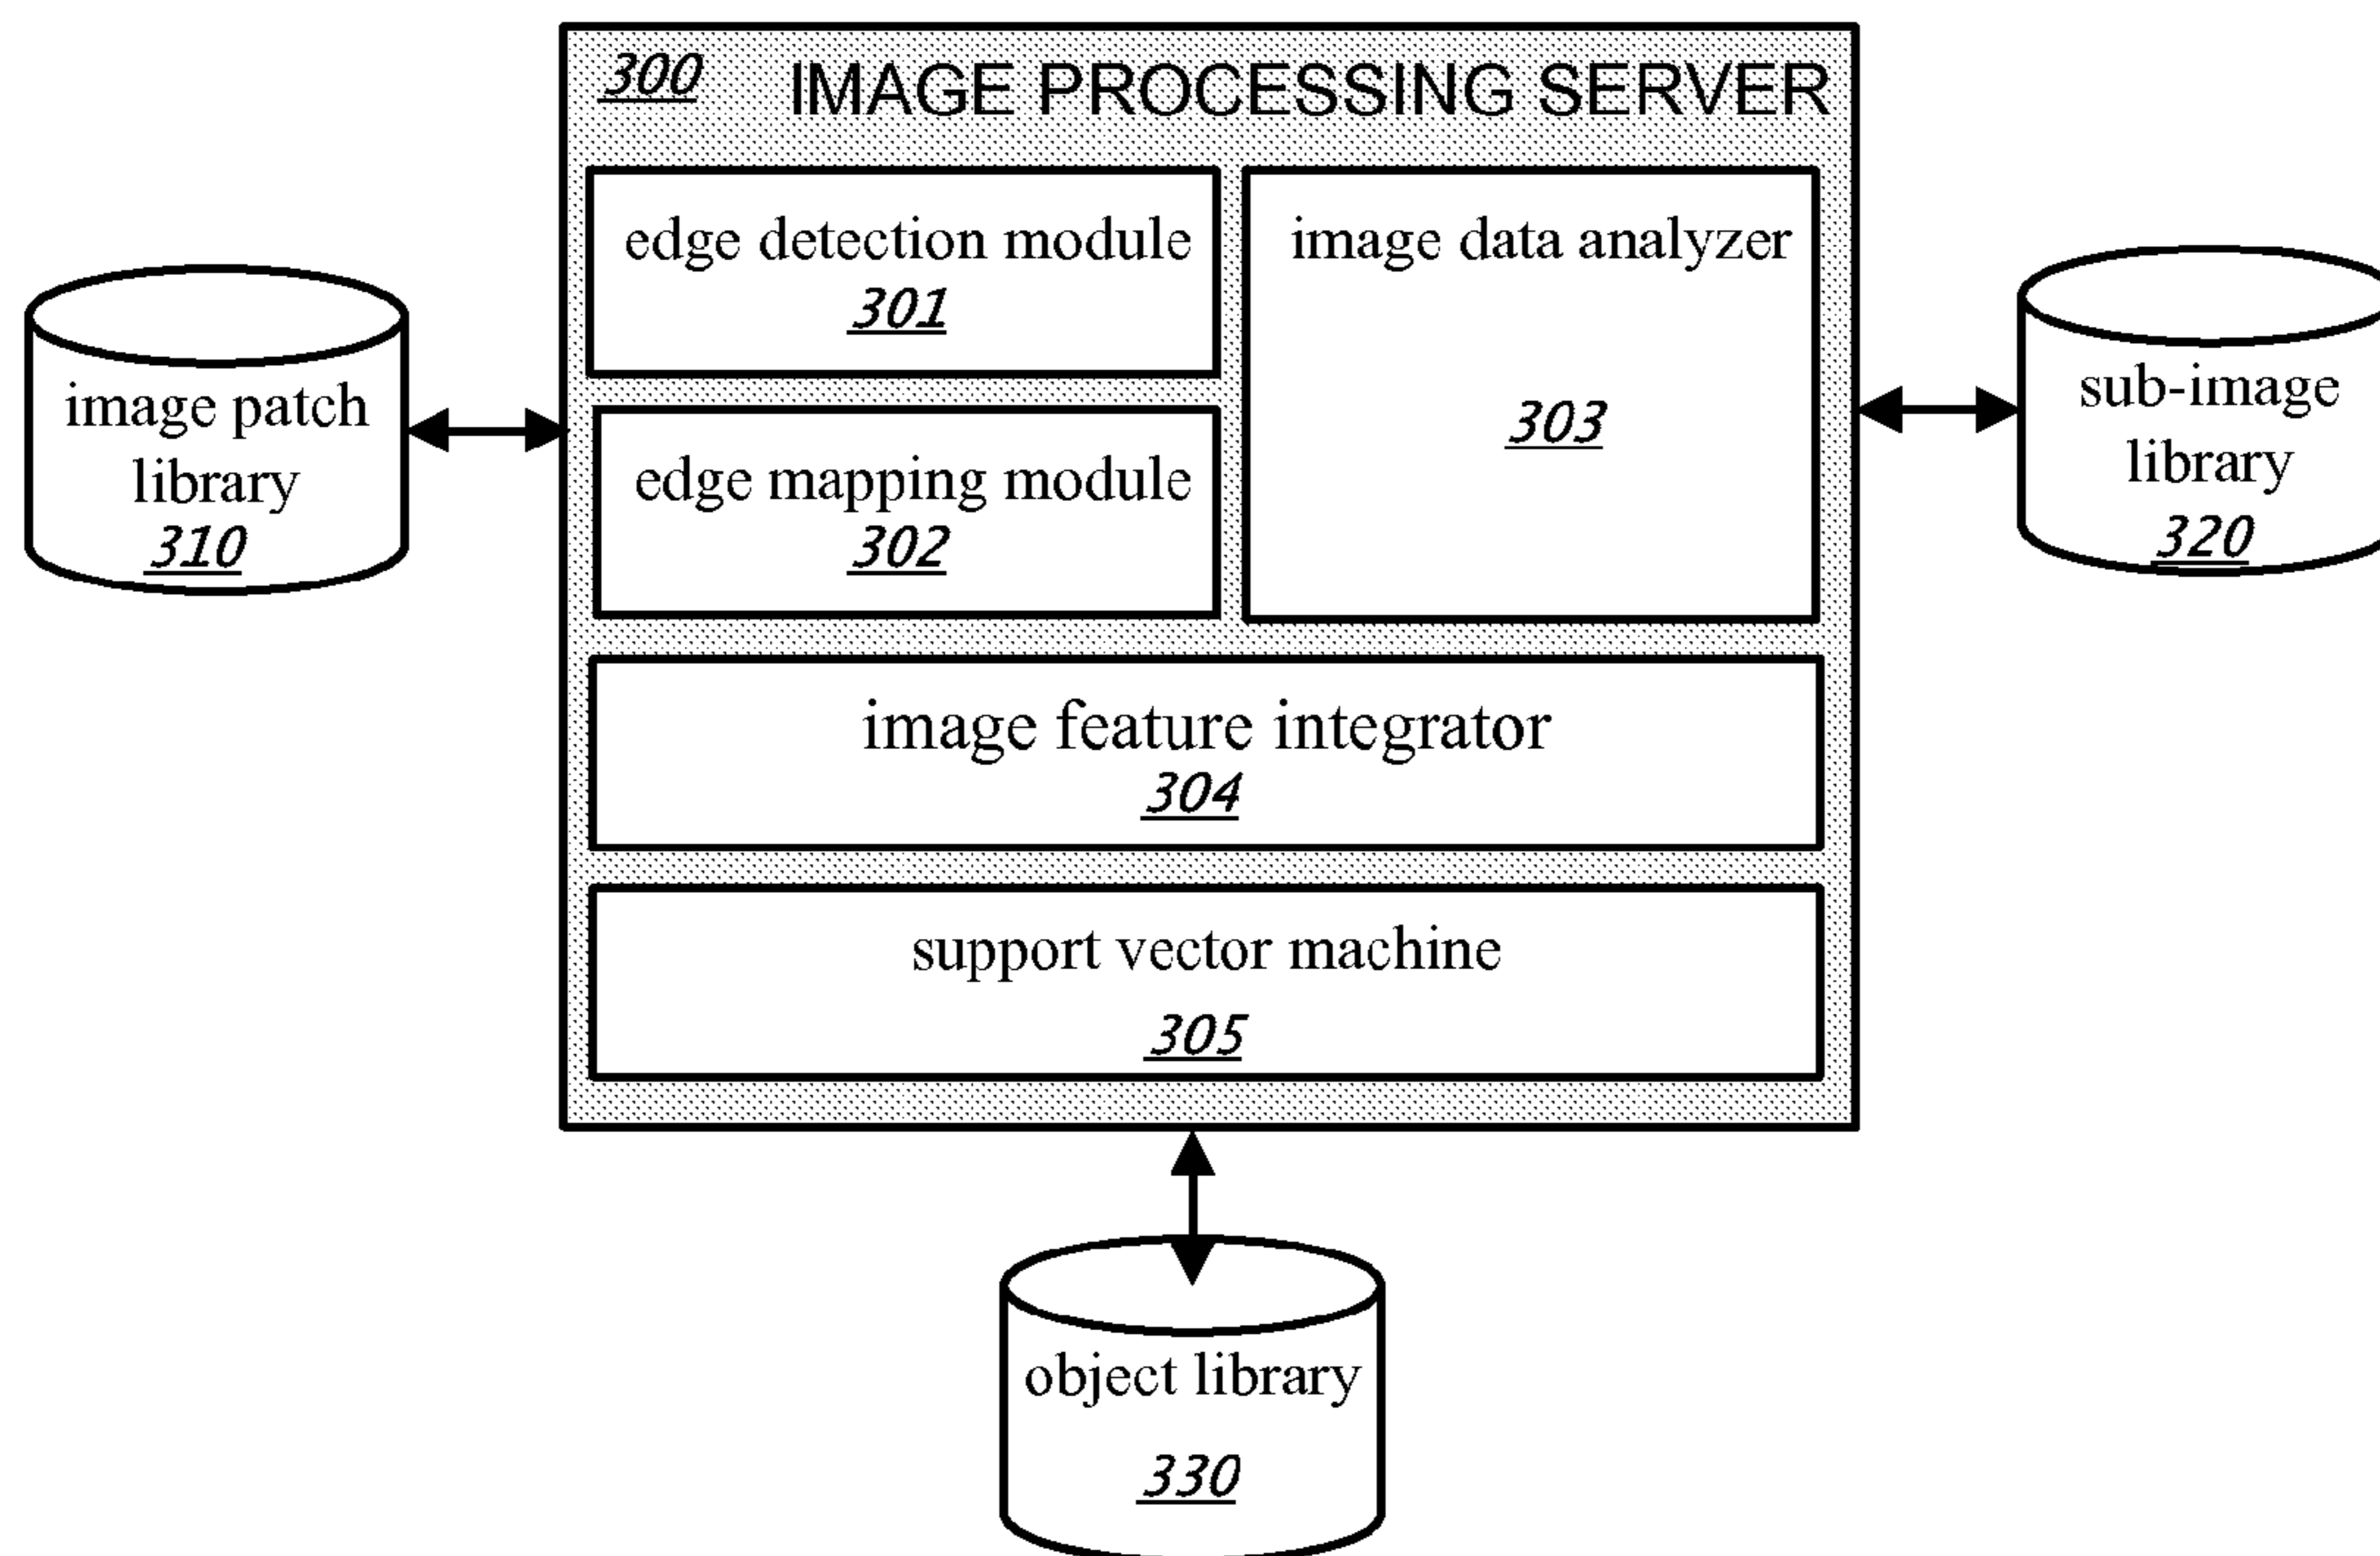 300 IMAGE PROCESSING SERVER
edge detection module
301
image data analyzer
303
edge mapping module
302
image feature integrator
304
support vector machine
305
image patch
library
310
sub-image
library
320
object library
330